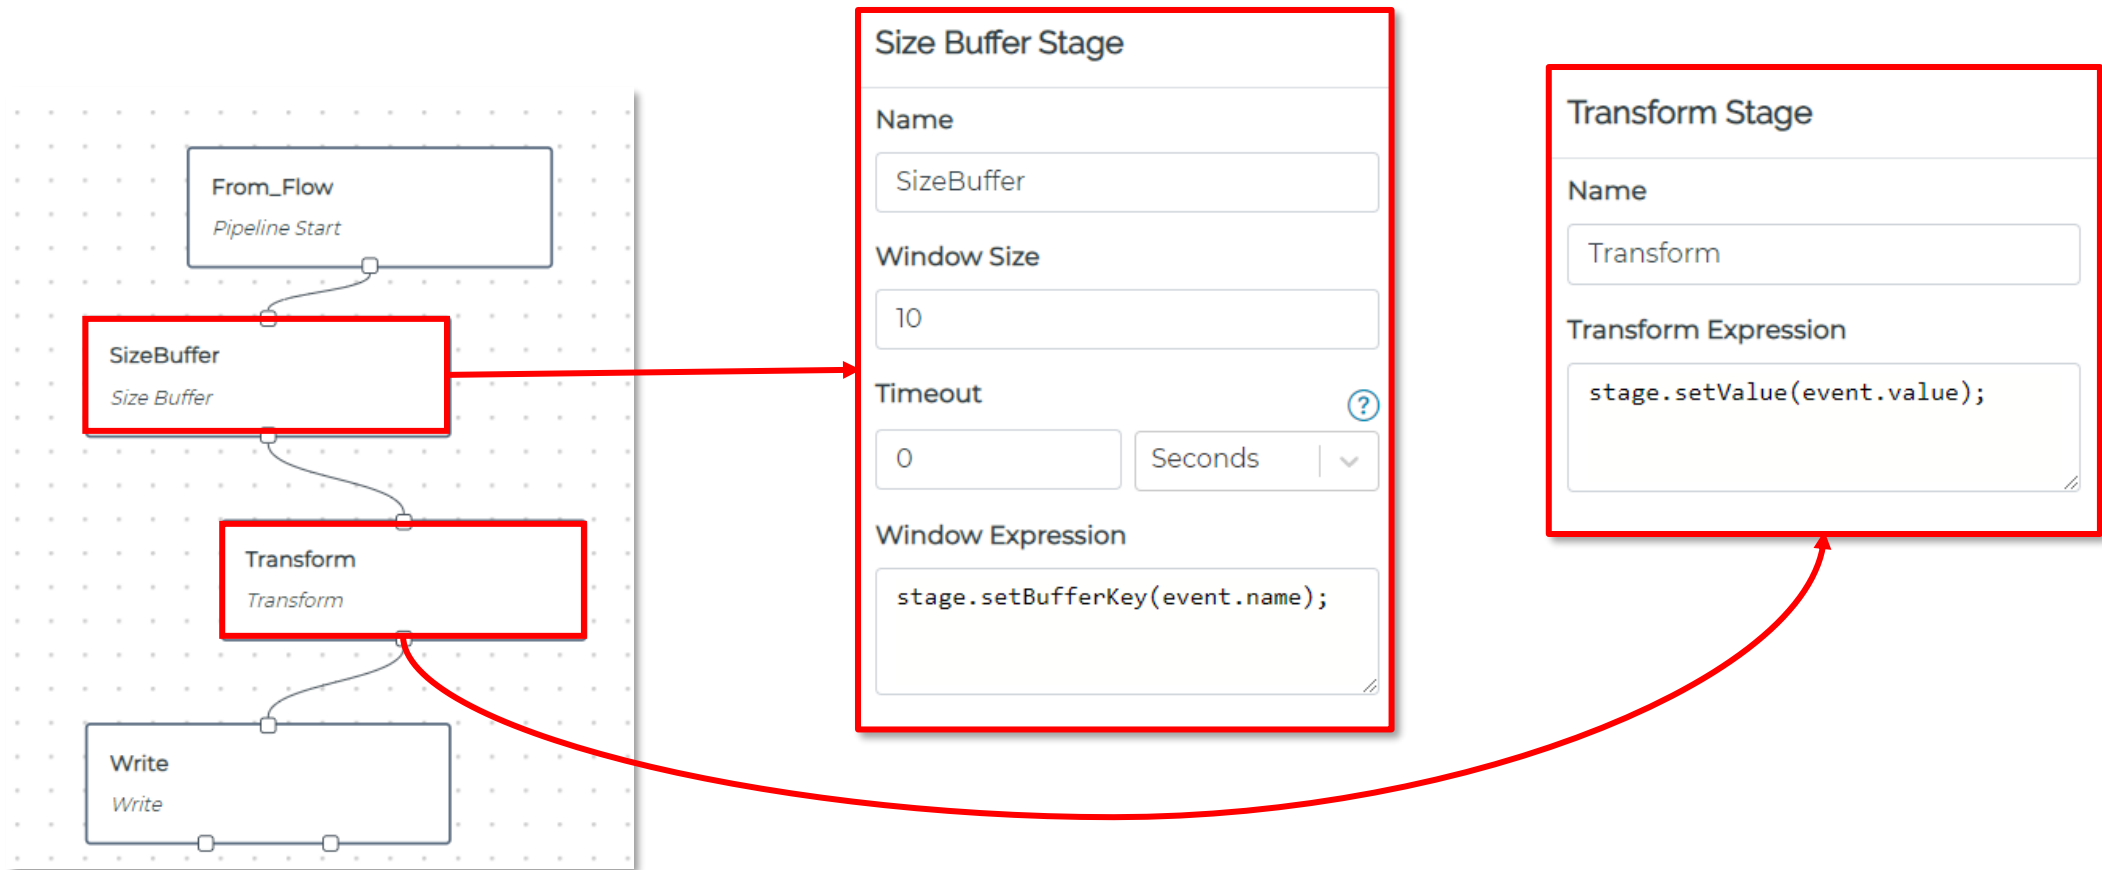 From_Flow
Pipeline Start
SizeBuffer
Size Buffer
Transform
Transform
Write
Write
Size Buffer Stage
Name
SizeBuffer
Window Size
10
Timeout
?
0
Seconds
Window Expression
stage.setBufferKey(event.name);
Transform Stage
Name
Transform
Transform Expression
stage.setValue(event.value);